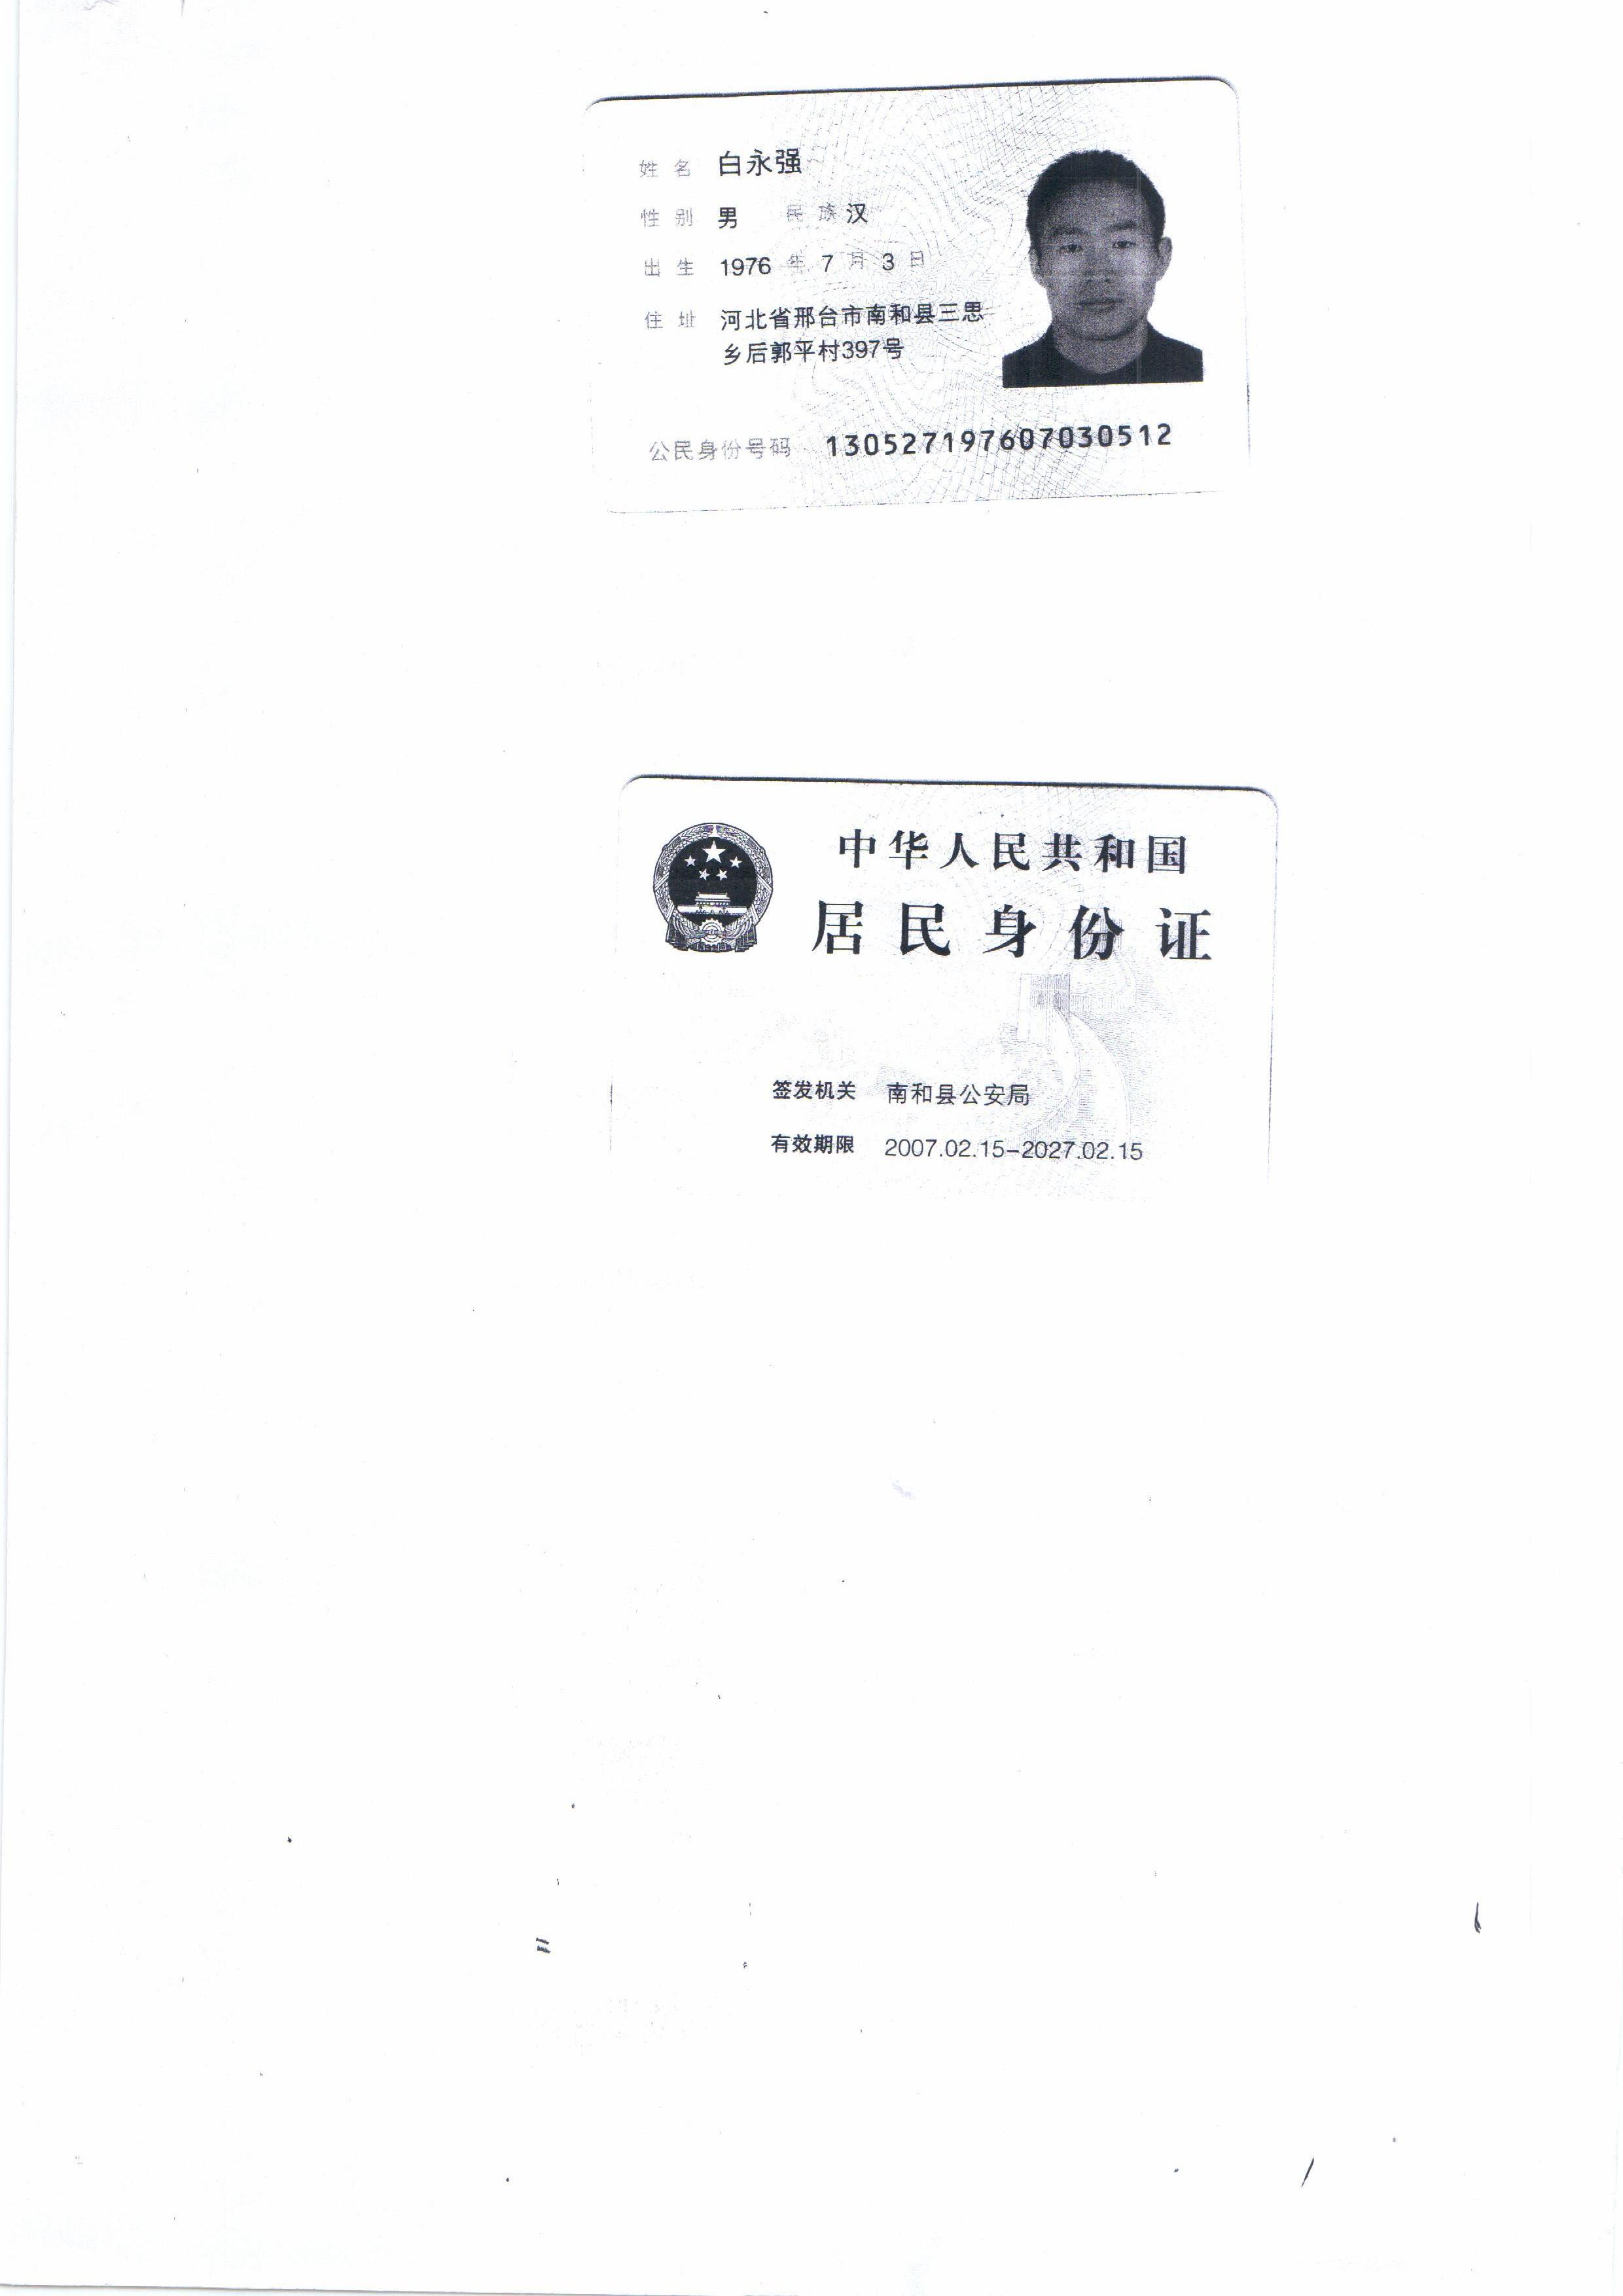 姓名 白永强
性别 男 民族 汉
出生 1976 年 7 月 3 日
住址 河北省邢台市南和县三思
乡后郭平村397号
公民身份号码 130527197607030512
中华人民共和国
居民身份证
签发机关 南和县公安局
有效期限 2007.02.15-2027.02.15